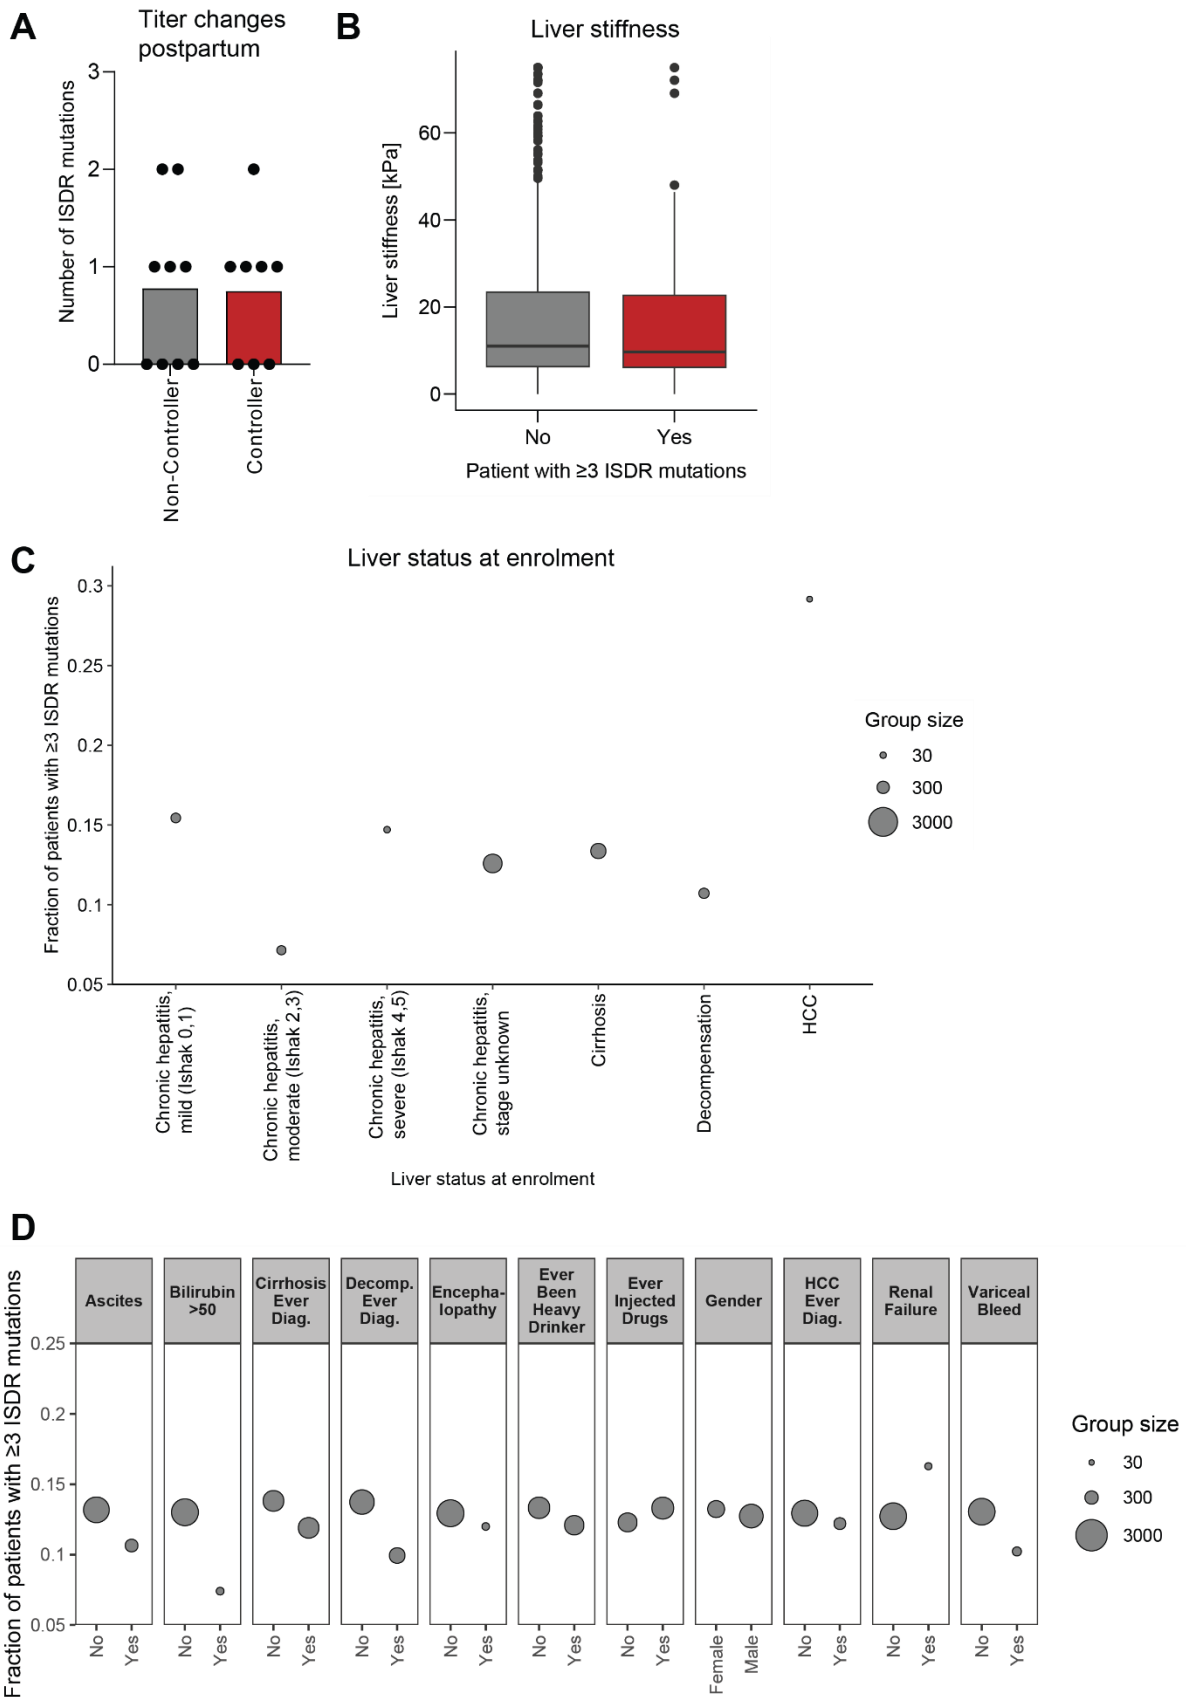 A
Titer changes
postpartum
Number of ISDR mutations
3
2
1
0
Non-Controller
Controller
B
Liver stiffness
Liver stiffness [kPa]
60
40
20
0
No
Yes
Patient with ≥3 ISDR mutations
C
Liver status at enrolment
Fraction of patients with ≥3 ISDR mutations
0.3
0.25
0.2
0.15
0.1
0.05
Chronic hepatitis,
mild (Ishak 0,1)
Chronic hepatitis,
moderate (Ishak 2,3)
Chronic hepatitis,
severe (Ishak 4,5)
Chronic hepatitis,
stage unknown
Cirrhosis
Decompensation
HCC
Liver status at enrolment
Group size
30
300
3000
D
Fraction of patients with ≥3 ISDR mutations
0.25
0.2
0.15
0.1
0.05
Ascites
Bilirubin
>50
Cirrhosis
Ever
Diag.
Decomp.
Ever
Diag.
Encepha-
lopathy
Ever
Been
Heavy
Drinker
Ever
Injected
Drugs
Gender
HCC
Ever
Diag.
Renal
Failure
Variceal
Bleed
No
Yes
No
Yes
No
Yes
No
Yes
No
Yes
No
Yes
No
Yes
Female
Male
No
Yes
No
Yes
No
Yes
Group size
30
300
3000